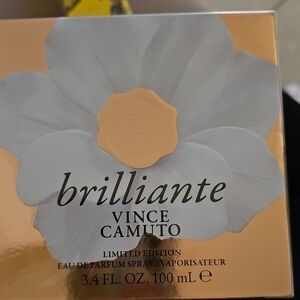 brilliante
VINCE
CAMUTO
LIMITED EDITION
EAU DE PARFUM SPRAY / VAPORISATEUR
3.4 FL. OZ. 100 mL ℮